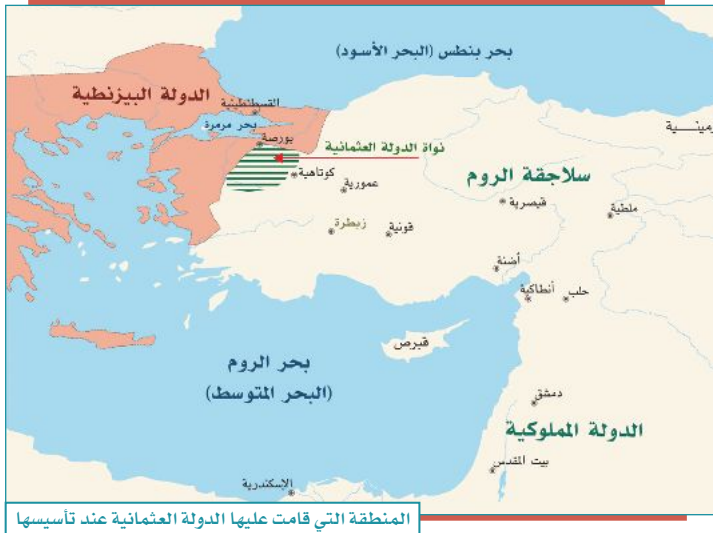 بحر بنطس (البحر الأسود)
الدولة البيزنطية
القسطنطينية
بحر مرمرة
بورصة
نواة الدولة العثمانية
رمينـــية
كوتاهية
عمورية
سلاجقة الروم
قيصرية
ملطية
زبطرة
قونية
أضنة
أنطاكية
حلب
قبرص
بحر الروم
(البحر المتوسط)
دمشق
الدولة المملوكية
بيت المقدس
الإسكندرية
المنطقة التي قامت عليها الدولة العثمانية عند تأسيسها